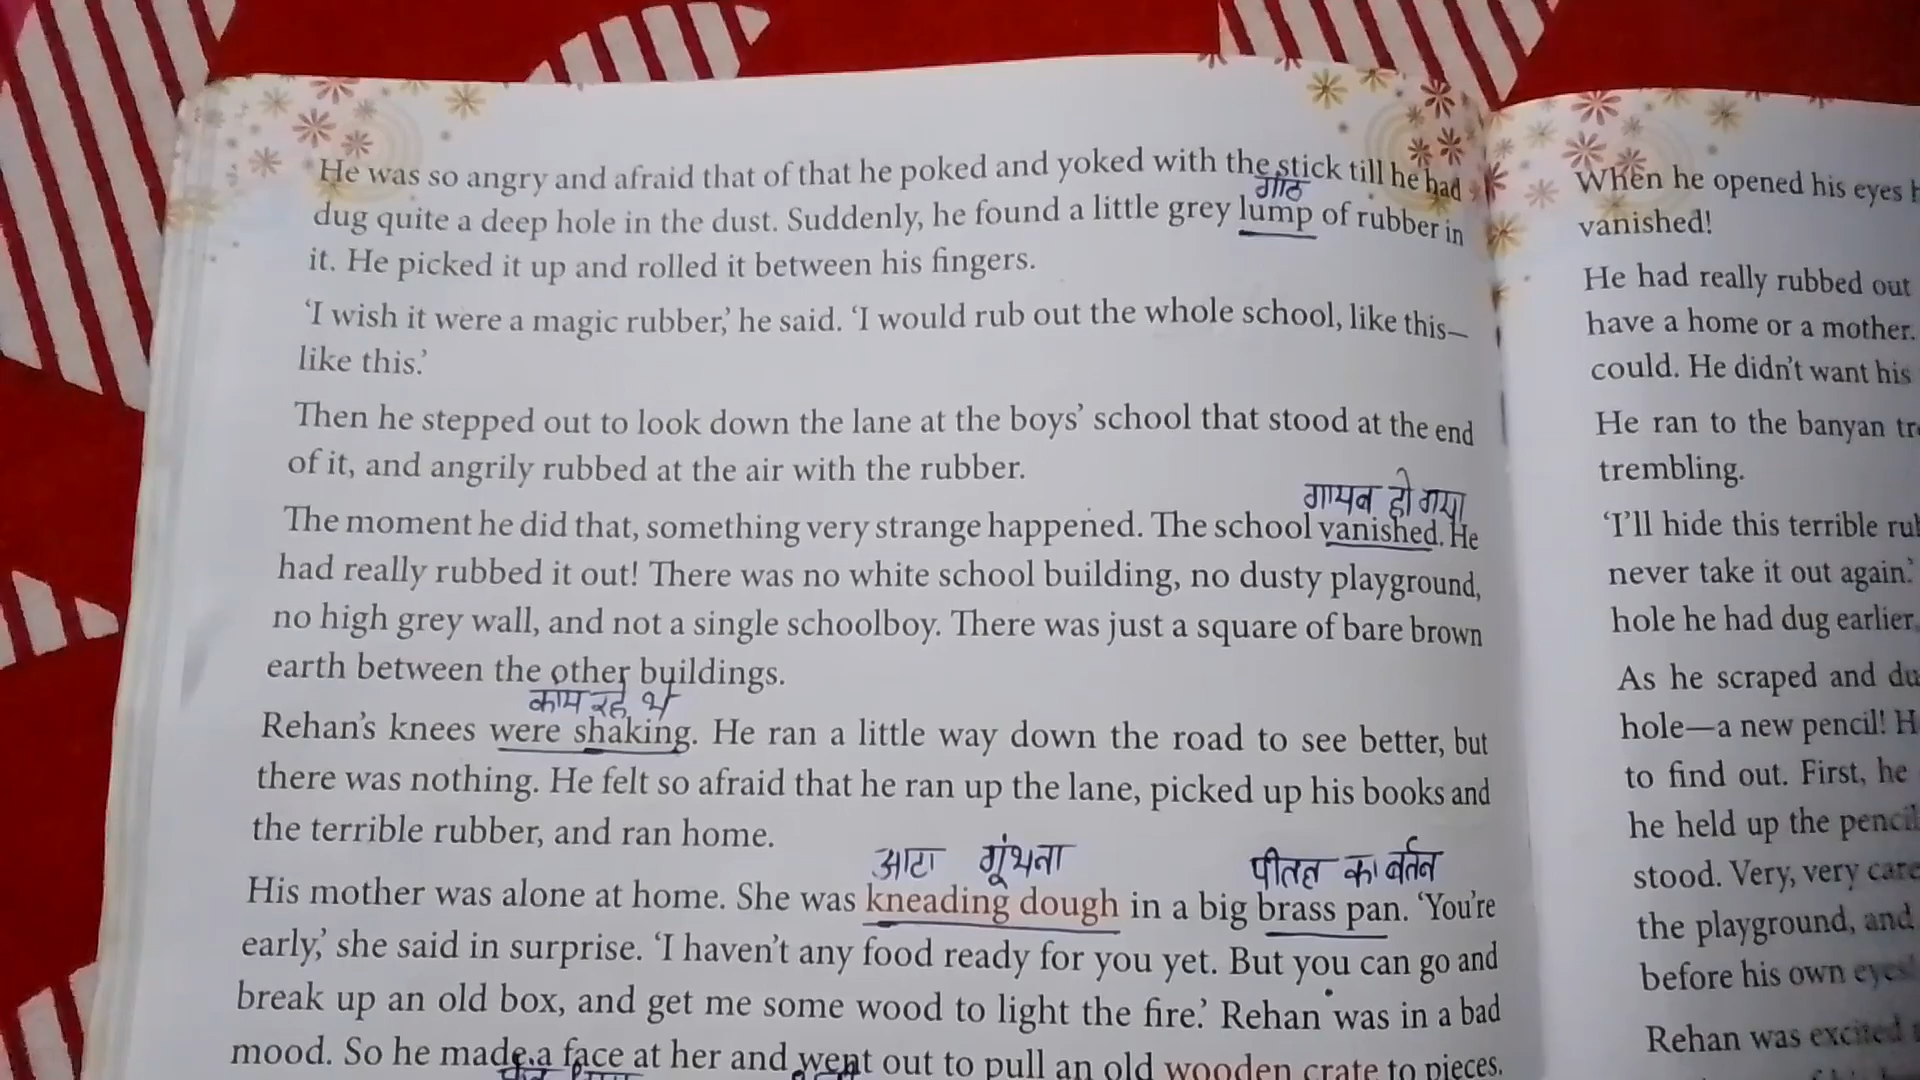 He was so angry and afraid that of that he poked and yoked with the stick till he had
गांठ
dug quite a deep hole in the dust. Suddenly, he found a little grey lump of rubber in
it. He picked it up and rolled it between his fingers.
‘I wish it were a magic rubber,’ he said. ‘I would rub out the whole school, like this—
like this.’
Then he stepped out to look down the lane at the boys’ school that stood at the end
of it, and angrily rubbed at the air with the rubber.
गायब हो गया
The moment he did that, something very strange happened. The school vanished. He
had really rubbed it out! There was no white school building, no dusty playground,
no high grey wall, and not a single schoolboy. There was just a square of bare brown
earth between the other buildings.
काप रहे थे
Rehan’s knees were shaking. He ran a little way down the road to see better, but
there was nothing. He felt so afraid that he ran up the lane, picked up his books and
the terrible rubber, and ran home.
आटा गूंथना पीतल का बर्तन
His mother was alone at home. She was kneading dough in a big brass pan. ‘You’re
early,’ she said in surprise. ‘I haven’t any food ready for you yet. But you can go and
break up an old box, and get me some wood to light the fire.’ Rehan was in a bad
mood. So he made a face at her and went out to pull an old wooden crate to pieces.
When he opened his eyes
vanished!
He had really rubbed out
have a home or a mother.
could. He didn’t want his
He ran to the banyan
trembling.
‘I’ll hide this terrible
never take it out again.’
hole he had dug earlier.
As he scraped and
hole—a new pencil!
to find out. First, he
he held up the pencil
stood. Very, very
the playground, and
before his own eyes
Rehan was excited